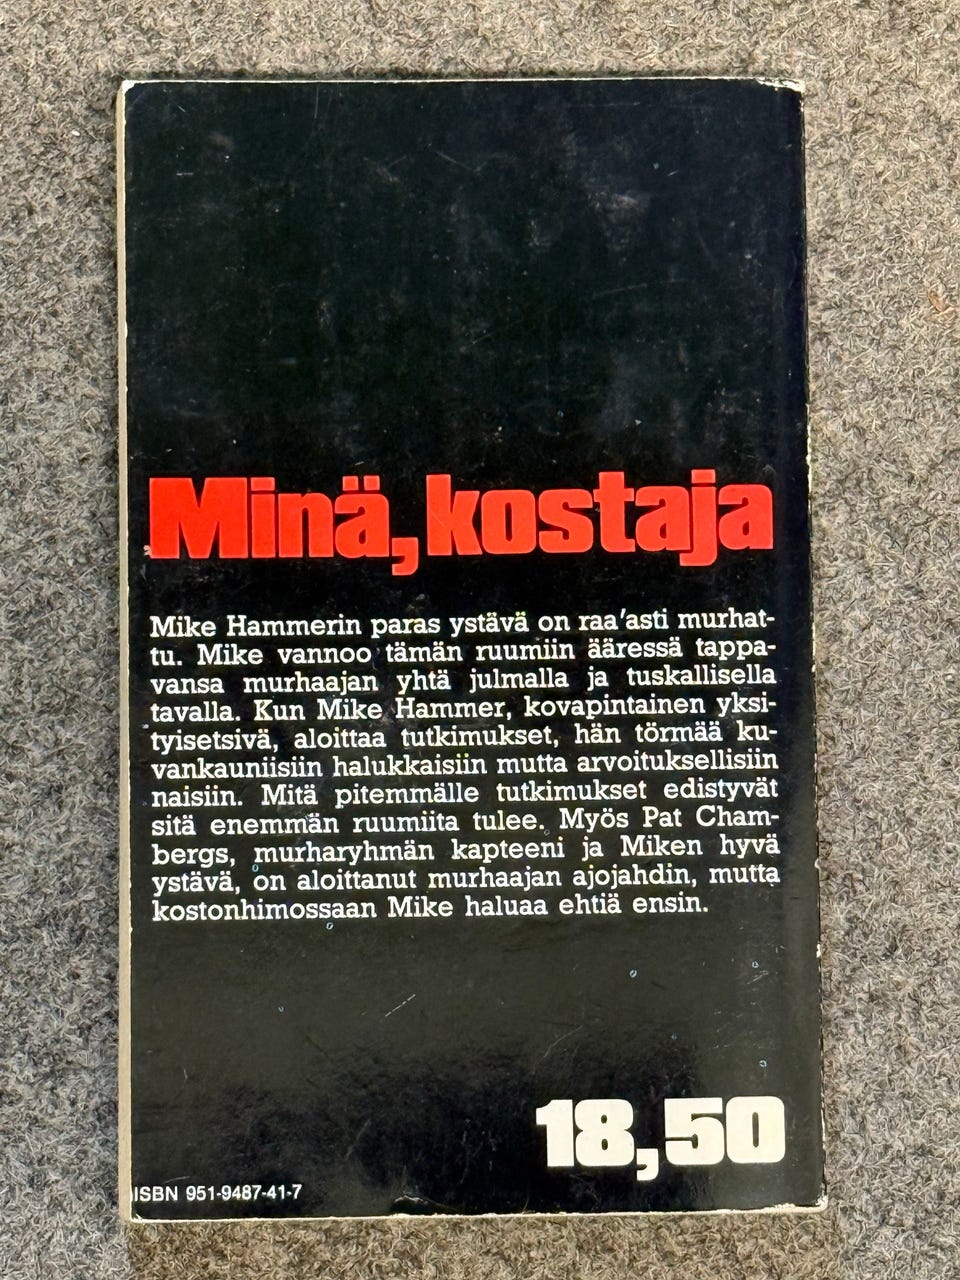 Minä, kostaja
Mike Hammerin paras ystävä on raa'asti murhat-
tu. Mike vannoo tämän ruumiin ääressä tappa-
vansa murhaajan yhtä julmalla ja tuskallisella
tavalla. Kun Mike Hammer, kovapintainen yksi-
tyisetsivä, aloittaa tutkimukset, hän törmää ku-
vankauniisiin halukkaisiin mutta arvoituksellisiin
naisiin. Mitä pitemmälle tutkimukset edistyvät
sitä enemmän ruumiita tulee. Myös Pat Cham-
bergs, murharyhmän kapteeni ja Miken hyvä
ystävä, on aloittanut murhaajan ajojahdin, mutta
kostonhimossaan Mike haluaa ehtiä ensin.
18,50
ISBN 951-9487-41-7